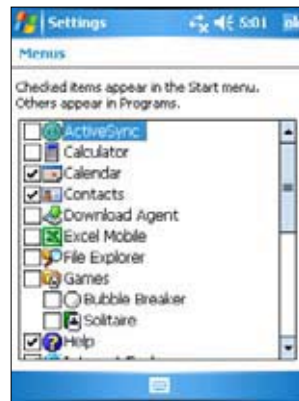 Settings 5:01 ok
Menus
Checked items appear in the Start menu.
Others appear in Programs.
ActiveSync
Calculator
Calendar
Contacts
Download Agent
Excel Mobile
File Explorer
Games
Bubble Breaker
Solitaire
Help